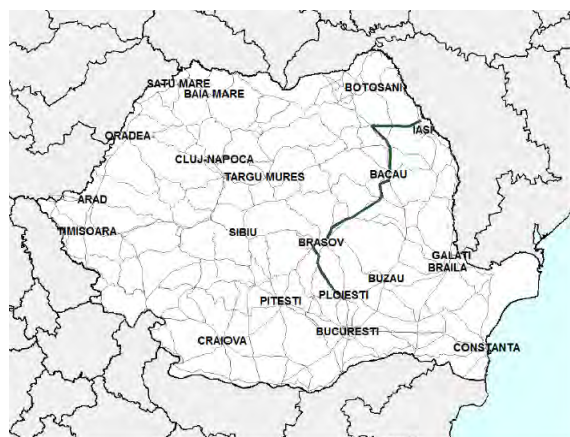 SATU MARE
BAIA MARE
BOTOSANI
ORADEA
IASI
CLUJ-NAPOCA
TARGU MURES
BACAU
ARAD
TIMISOARA
SIBIU
BRASOV
GALATI
BRAILA
BUZAU
PITESTI
PLOIESTI
BUCURESTI
CRAIOVA
CONSTANTA